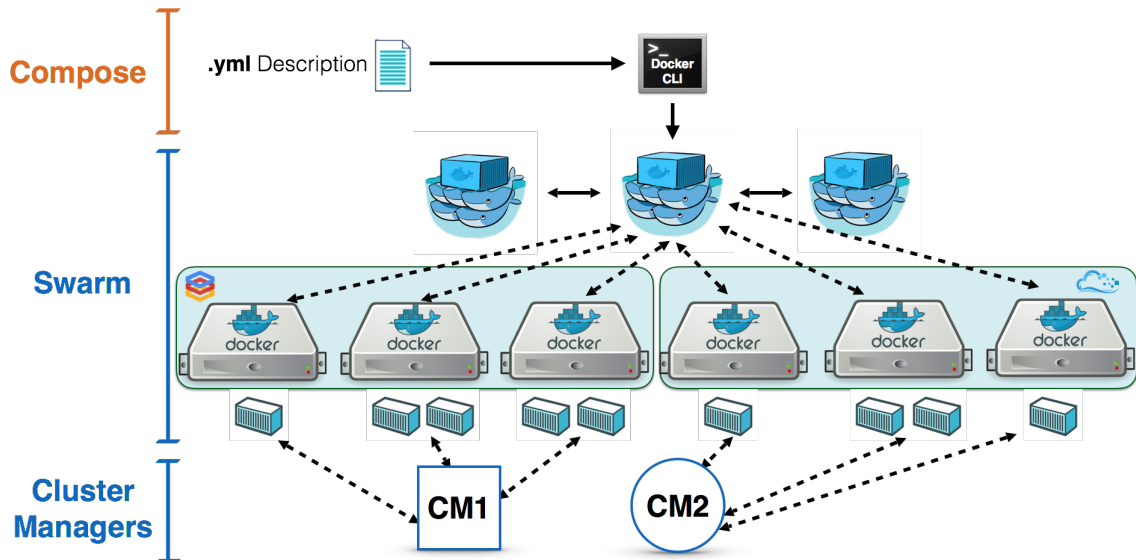 Compose
.yml Description
>_
Docker
CLI
Swarm
docker
docker
docker
docker
docker
docker
Cluster
Managers
CM1
CM2